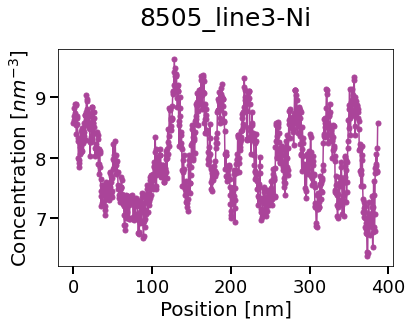 8505_line3-Ni
Concentration [nm⁻³]
9
8
7
0 100 200 300 400
Position [nm]